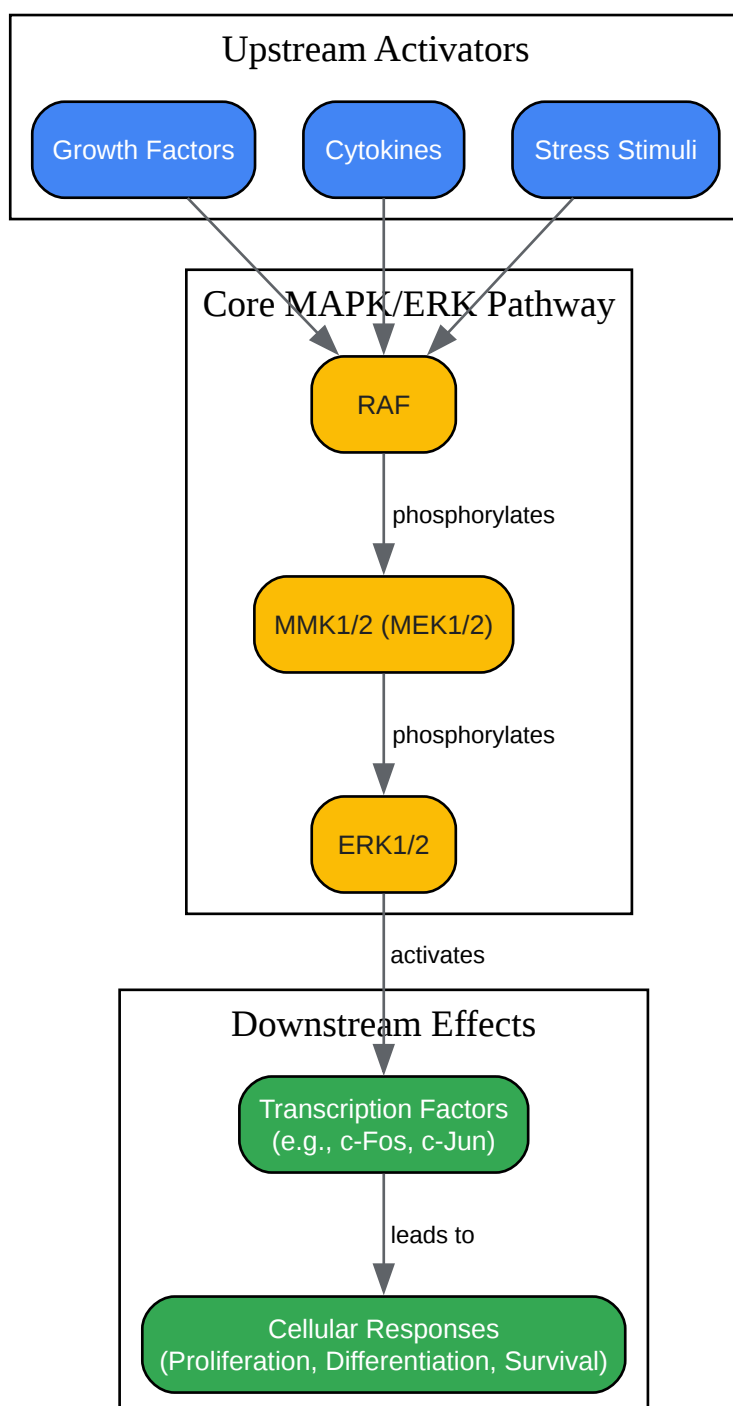 Upstream Activators
Growth Factors
Cytokines
Stress Stimuli
Core MAPK/ERK Pathway
RAF
phosphorylates
MMK1/2 (MEK1/2)
phosphorylates
ERK1/2
activates
Downstream Effects
Transcription Factors
(e.g., c-Fos, c-Jun)
leads to
Cellular Responses
(Proliferation, Differentiation, Survival)